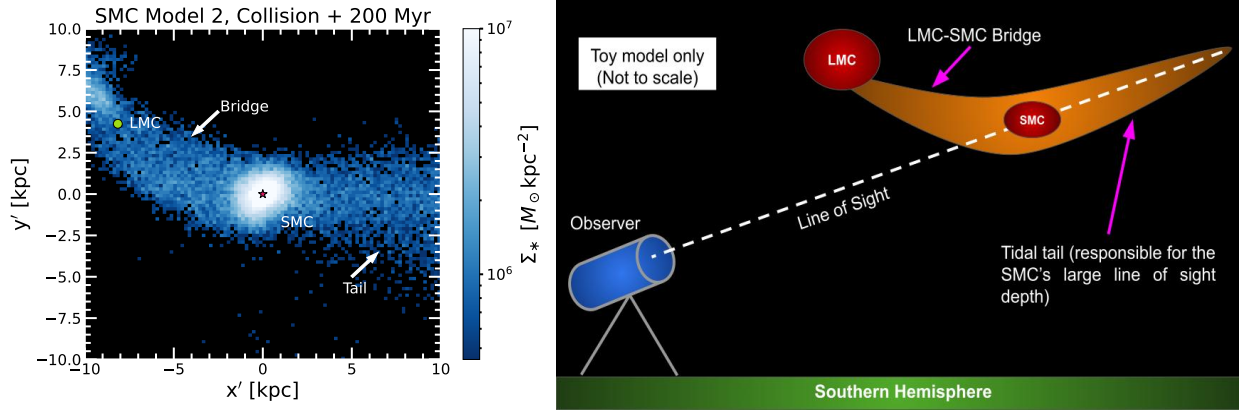 SMC Model 2, Collision + 200 Myr
10.0
7.5
5.0
2.5
0.0
−2.5
−5.0
−7.5
−10.0
y′ [kpc]
−10
−5
0
5
10
x′ [kpc]
Bridge
LMC
SMC
Tail
10⁷
10⁶
Σ* [M⊙ kpc⁻²]
Toy model only
(Not to scale)
LMC-SMC Bridge
LMC
SMC
Line of Sight
Observer
Tidal tail (responsible for the
SMC's large line of sight
depth)
Southern Hemisphere